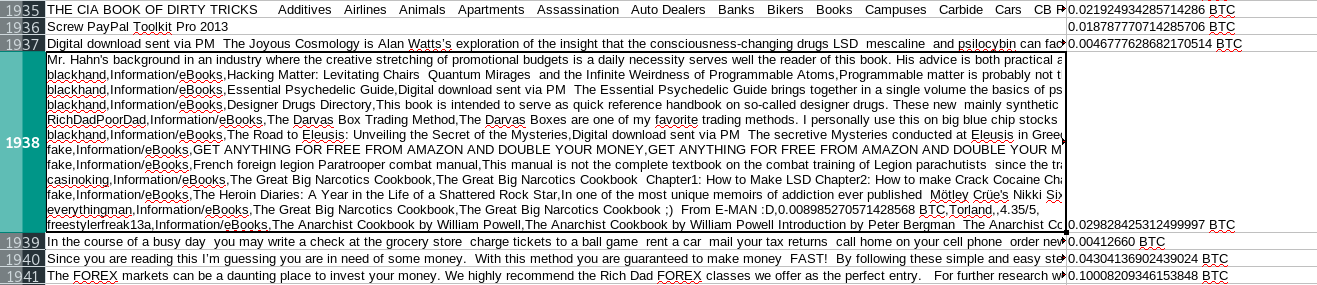 1935 THE CIA BOOK OF DIRTY TRICKS Additives Airlines Animals Apartments Assassination Auto Dealers Banks Bikers Books Campuses Carbide Cars CB 0.021924934285714286 BTC
1936 Screw PayPal Toolkit Pro 2013 0.018787770714285706 BTC
1937 Digital download sent via PM The Joyous Cosmology is Alan Watts's exploration of the insight that the consciousness-changing drugs LSD mescaline and psilocybin can fac 0.004677628682170514 BTC
Mr. Hahn's background in an industry where the creative stretching of promotional budgets is a daily necessity serves well the reader of this book. His advice is both practical a
blackhand,Information/eBooks,Hacking Matter: Levitating Chairs Quantum Mirages and the Infinite Weirdness of Programmable Atoms,Programmable matter is probably not t
blackhand,Information/eBooks,Essential Psychedelic Guide,Digital download sent via PM The Essential Psychedelic Guide brings together in a single volume the basics of ps
blackhand,Information/eBooks,Designer Drugs Directory,This book is intended to serve as quick reference handbook on so-called designer drugs. These new mainly synthetic
RichDadPoorDad,Information/eBooks,The Darvas Box Trading Method,The Darvas Boxes are one of my favorite trading methods. I personally use this on big blue chip stocks
blackhand,Information/eBooks,The Road to Eleusis: Unveiling the Secret of the Mysteries,Digital download sent via PM The secretive Mysteries conducted at Eleusis in Gree
1938 fake,Information/eBooks,GET ANYTHING FOR FREE FROM AMAZON AND DOUBLE YOUR MONEY,GET ANYTHING FOR FREE FROM AMAZON AND DOUBLE YOUR M
fake,Information/eBooks,French foreign legion Paratrooper combat manual,This manual is not the complete textbook on the combat training of Legion parachutists since the tra
casinoking,Information/eBooks,The Great Big Narcotics Cookbook,The Great Big Narcotics Cookbook Chapter1: How to Make LSD Chapter2: How to make Crack Cocaine Cha
fake,Information/eBooks,The Heroin Diaries: A Year in the Life of a Shattered Rock Star,In one of the most unique memoirs of addiction ever published Mötley Crüe's Nikki Six
everythingman,Information/eBooks,The Great Big Narcotics Cookbook,The Great Big Narcotics Cookbook ;) From E-MAN :D,0.008985270571428568 BTC,Torland,,4.35/5,
freestylerfreak13a,Information/eBooks,The Anarchist Cookbook by William Powell,The Anarchist Cookbook by William Powell Introduction by Peter Bergman The Anarchist Co 0.029828425312499997 BTC
1939 In the course of a busy day you may write a check at the grocery store charge tickets to a ball game rent a car mail your tax returns call home on your cell phone order new 0.00412660 BTC
1940 Since you are reading this I'm guessing you are in need of some money. With this method you are guaranteed to make money FAST! By following these simple and easy ste 0.04304136902439024 BTC
1941 The FOREX markets can be a daunting place to invest your money. We highly recommend the Rich Dad FOREX classes we offer as the perfect entry. For further research w 0.10008209346153848 BTC